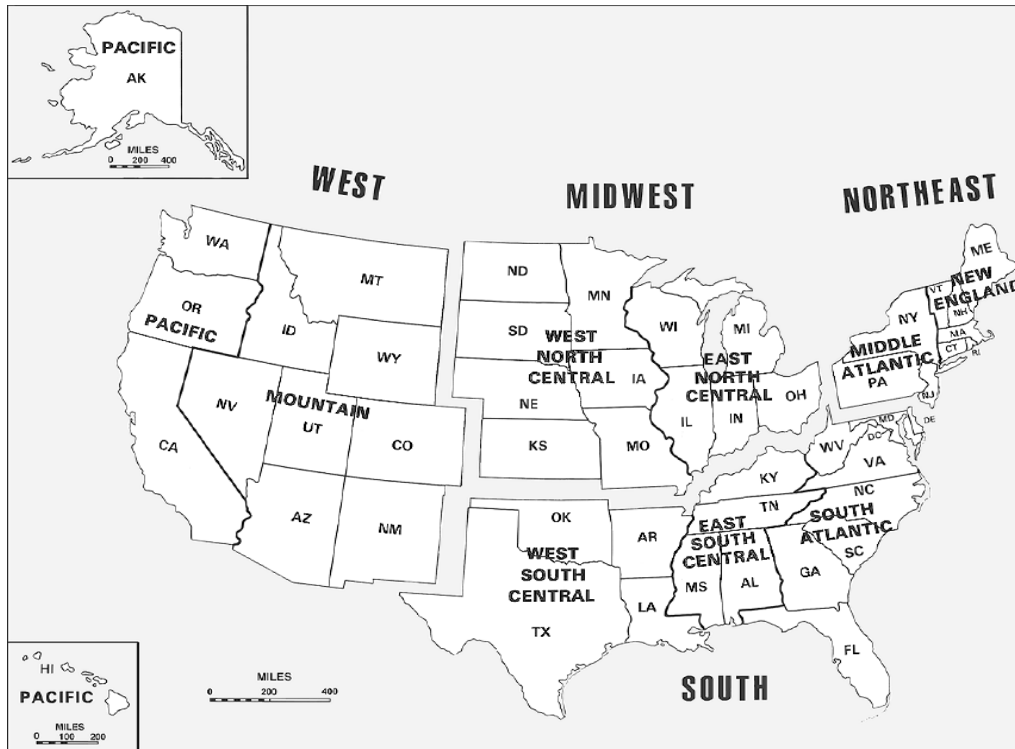 PACIFIC
AK
MILES
0 200 400
WEST
MIDWEST
NORTHEAST
WA
OR
PACIFIC
CA
MT
ID
WY
NV
MOUNTAIN
UT
CO
AZ
NM
ND
MN
SD
WEST
NORTH
CENTRAL
IA
NE
KS
MO
WI
MI
EAST
NORTH
CENTRAL
IL
IN
OH
ME
VT
NEW
ENGLAND
NH
NY
MA
CT
RI
MIDDLE
ATLANTIC
PA
NJ
OK
AR
WEST
SOUTH
CENTRAL
TX
LA
KY
TN
EAST
SOUTH
CENTRAL
MS
AL
MD
DE
DC
WV
VA
NC
SOUTH
ATLANTIC
SC
GA
FL
SOUTH
HI
PACIFIC
MILES
0 100 200
MILES
0 200 400